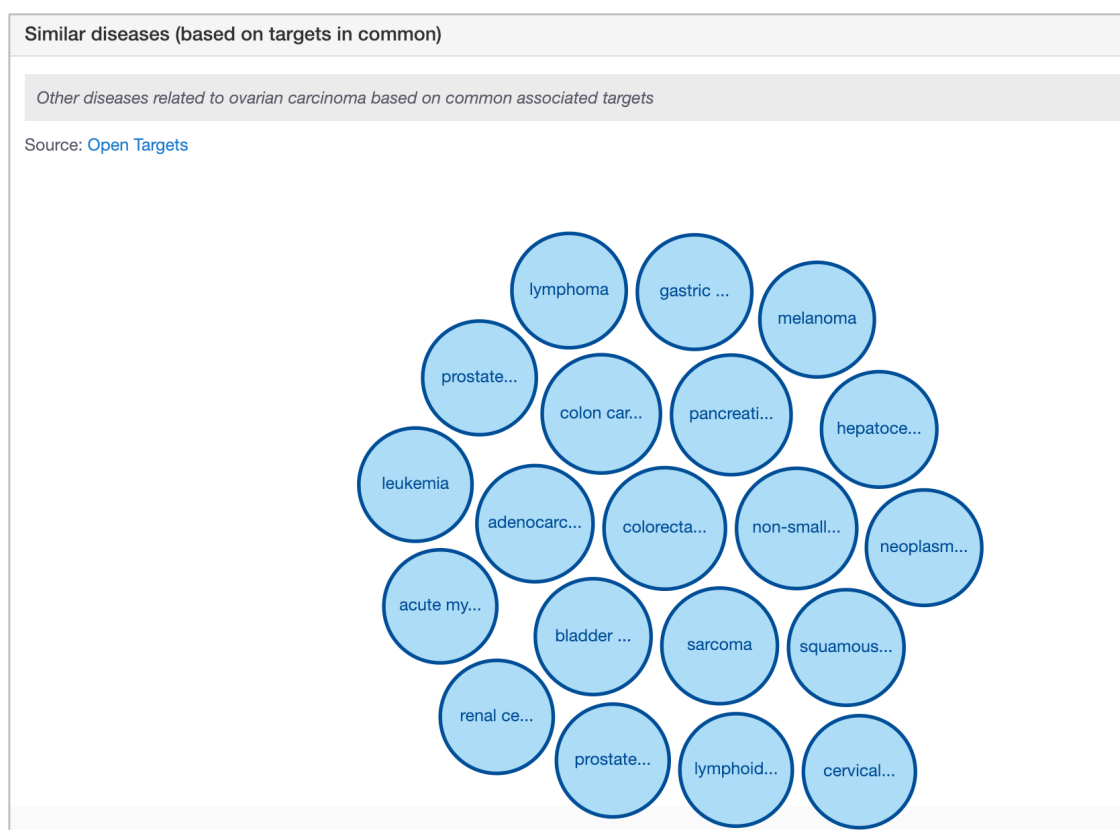 Similar diseases (based on targets in common)
Other diseases related to ovarian carcinoma based on common associated targets
Source: Open Targets
lymphoma
gastric ...
melanoma
prostate...
colon car...
pancreati...
hepatoce...
leukemia
adenocarc...
colorecta...
non-small...
neoplasm...
acute my...
bladder ...
sarcoma
squamous...
renal ce...
prostate...
lymphoid...
cervical...